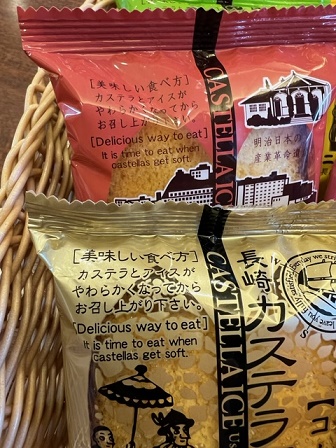 [美味しい食べ方]
カステラとアイスが
やわらかくなってから
お召し上が
[Delicious way to eat]
It is time to eat when
castellas get soft.
CASTELLA ICE
明治日本の
産業革命遺
[美味しい食べ方]
カステラとアイスが
やわらかくなってから
お召し上がり下さい。
[Delicious way to eat]
It is time to eat when
castellas get soft.
CASTELLA ICE
長崎カステラ